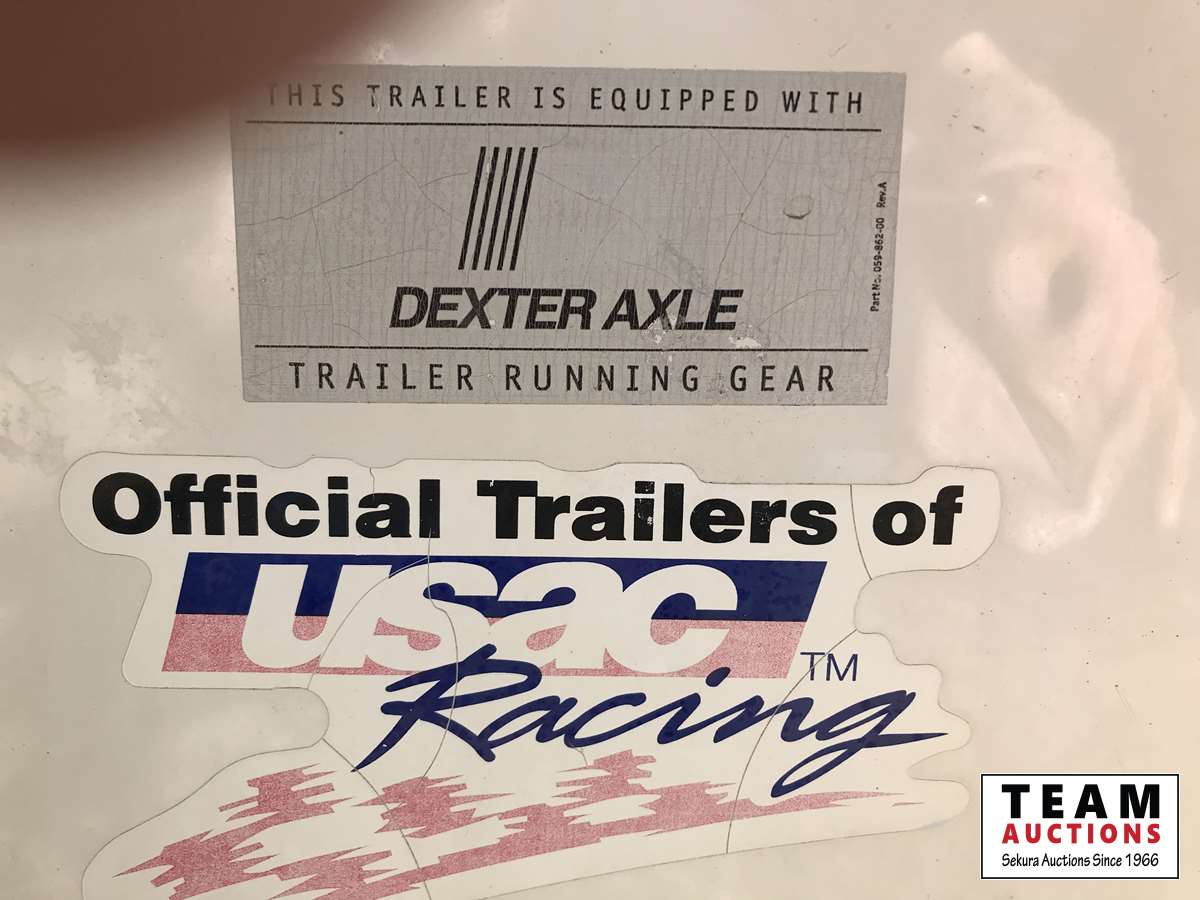 THIS TRAILER IS EQUIPPED WITH
DEXTER AXLE
TRAILER RUNNING GEAR
Part No. 059-862-00 Rev.A
Official Trailers of
usac
Racing TM
TEAM
AUCTIONS
Sekura Auctions Since 1966